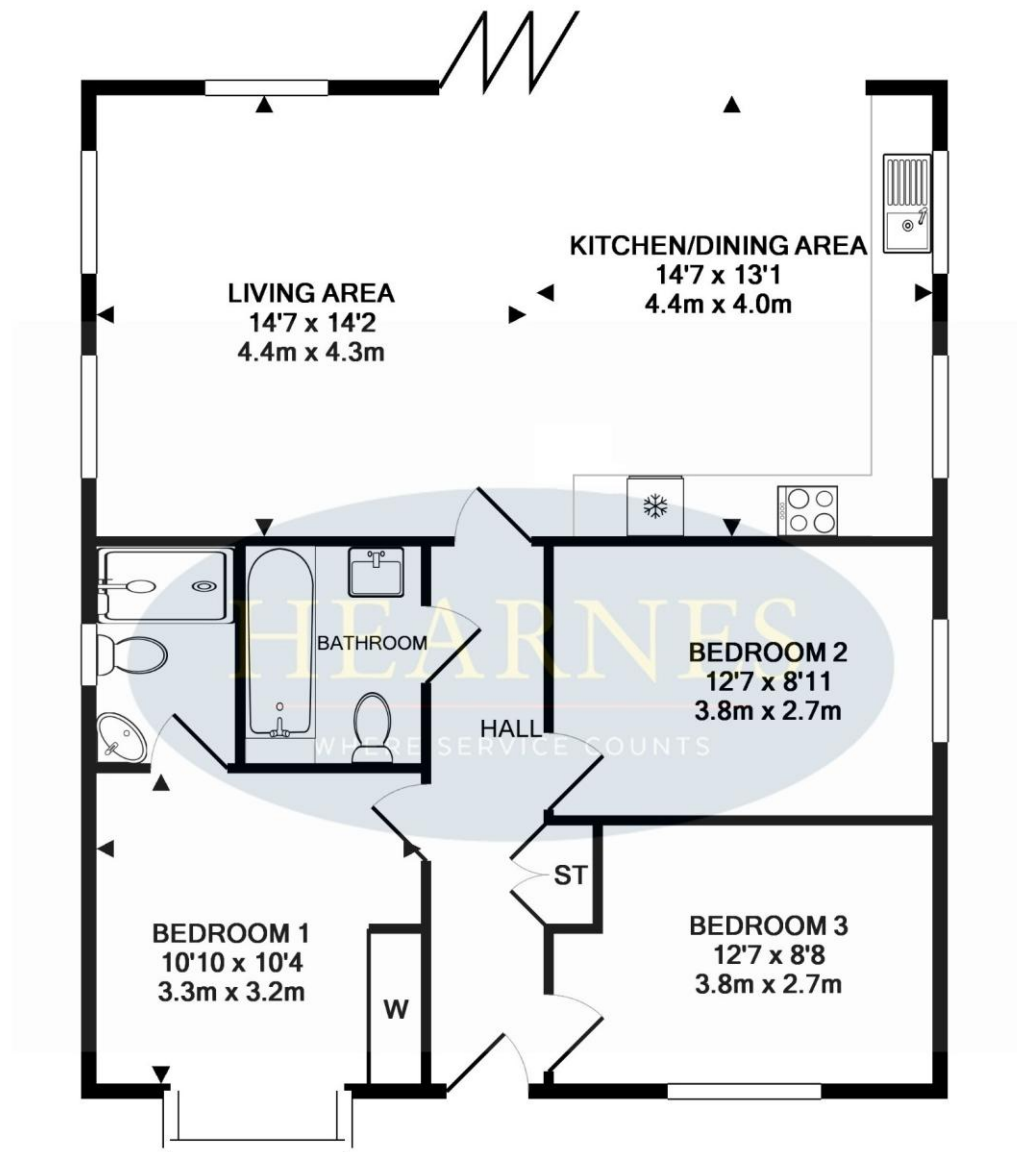 KITCHEN/DINING AREA
14'7 x 13'1
4.4m x 4.0m
LIVING AREA
14'7 x 14'2
4.4m x 4.3m
HEARNES
WHERE SERVICE COUNTS
BATHROOM
HALL
BEDROOM 2
12'7 x 8'11
3.8m x 2.7m
ST
BEDROOM 1
10'10 x 10'4
3.3m x 3.2m
W
BEDROOM 3
12'7 x 8'8
3.8m x 2.7m